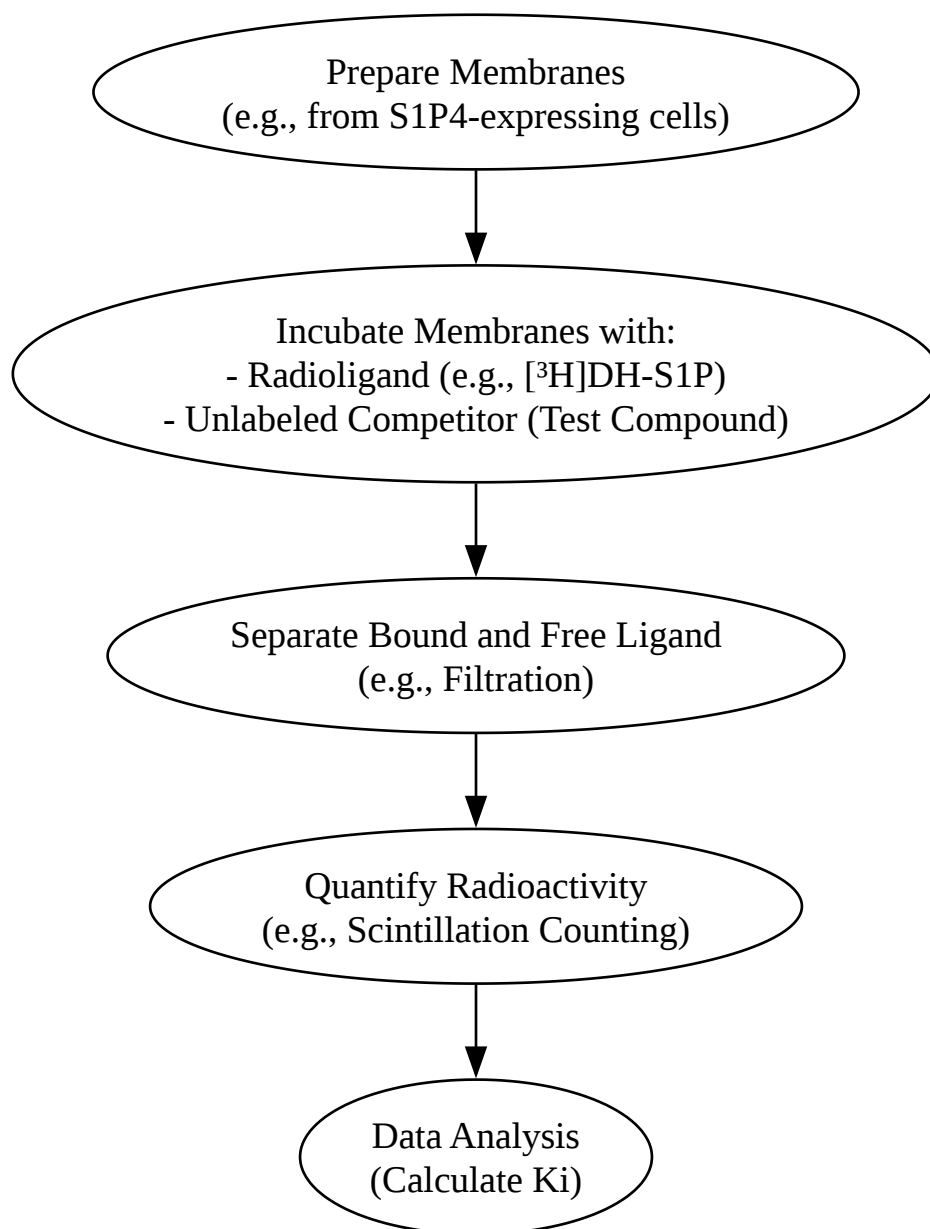 Prepare Membranes
(e.g., from S1P4-expressing cells)
Incubate Membranes with:
- Radioligand (e.g., [³H]DH-S1P)
- Unlabeled Competitor (Test Compound)
Separate Bound and Free Ligand
(e.g., Filtration)
Quantify Radioactivity
(e.g., Scintillation Counting)
Data Analysis
(Calculate Ki)